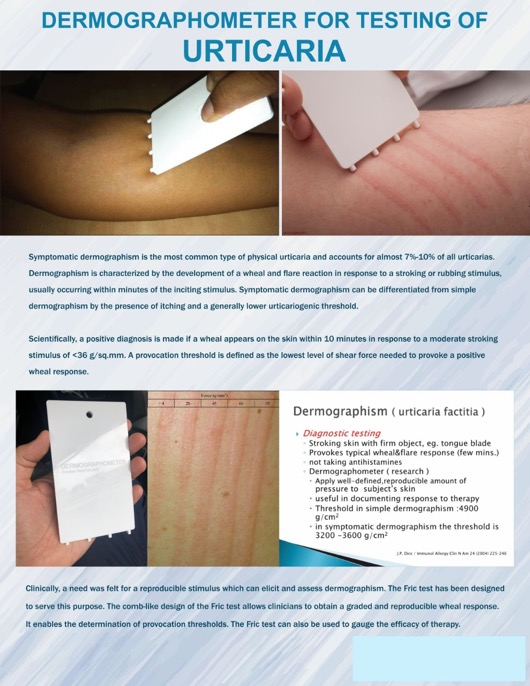 DERMOGRAPHOMETER FOR TESTING OF
URTICARIA
Symptomatic dermographism is the most common type of physical urticaria and accounts for almost 7%-10% of all urticarias.
Dermographism is characterized by the development of a wheal and flare reaction in response to a stroking or rubbing stimulus,
usually occurring within minutes of the inciting stimulus. Symptomatic dermographism can be differentiated from simple
dermographism by the presence of itching and a generally lower urticariogenic threshold.
Scientifically, a positive diagnosis is made if a wheal appears on the skin within 10 minutes in response to a moderate stroking
stimulus of <36 g/sq.mm. A provocation threshold is defined as the lowest level of shear force needed to provoke a positive
wheal response.
DERMOGRAPHOMETER
Dermographism ( urticaria factitia )
Diagnostic testing
Stroking skin with firm object, eg. tongue blade
Provokes typical wheal&flare response (few mins.)
not taking antihistamines
Dermographometer ( research )
Apply well-defined,reproducible amount of
pressure to subject's skin
useful in documenting response to therapy
Threshold in simple dermographism :4900
g/cm²
in symptomatic dermographism the threshold is
3200 -3600 g/cm²
Immunol Allergy Clin N Am 24 (2004) 225-246
Clinically, a need was felt for a reproducible stimulus which can elicit and assess dermographism. The Fric test has been designed
to serve this purpose. The comb-like design of the Fric test allows clinicians to obtain a graded and reproducible wheal response.
It enables the determination of provocation thresholds. The Fric test can also be used to gauge the efficacy of therapy.